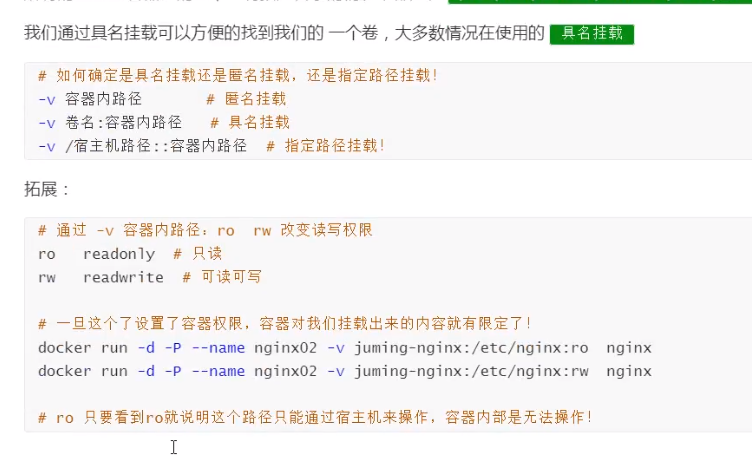 我们通过具名挂载可以方便的找到我们的 一个卷，大多数情况在使用的 具名挂载
# 如何确定是具名挂载还是匿名挂载，还是指定路径挂载！
-v 容器内路径 # 匿名挂载
-v 卷名:容器内路径 # 具名挂载
-v /宿主机路径::容器内路径 # 指定路径挂载！
拓展：
# 通过 -v 容器内路径：ro rw 改变读写权限
ro readonly # 只读
rw readwrite # 可读可写
# 一旦这个了设置了容器权限，容器对我们挂载出来的内容就有限定了！
docker run -d -P --name nginx02 -v juming-nginx:/etc/nginx:ro nginx
docker run -d -P --name nginx02 -v juming-nginx:/etc/nginx:rw nginx
# ro 只要看到ro就说明这个路径只能通过宿主机来操作，容器内部是无法操作！